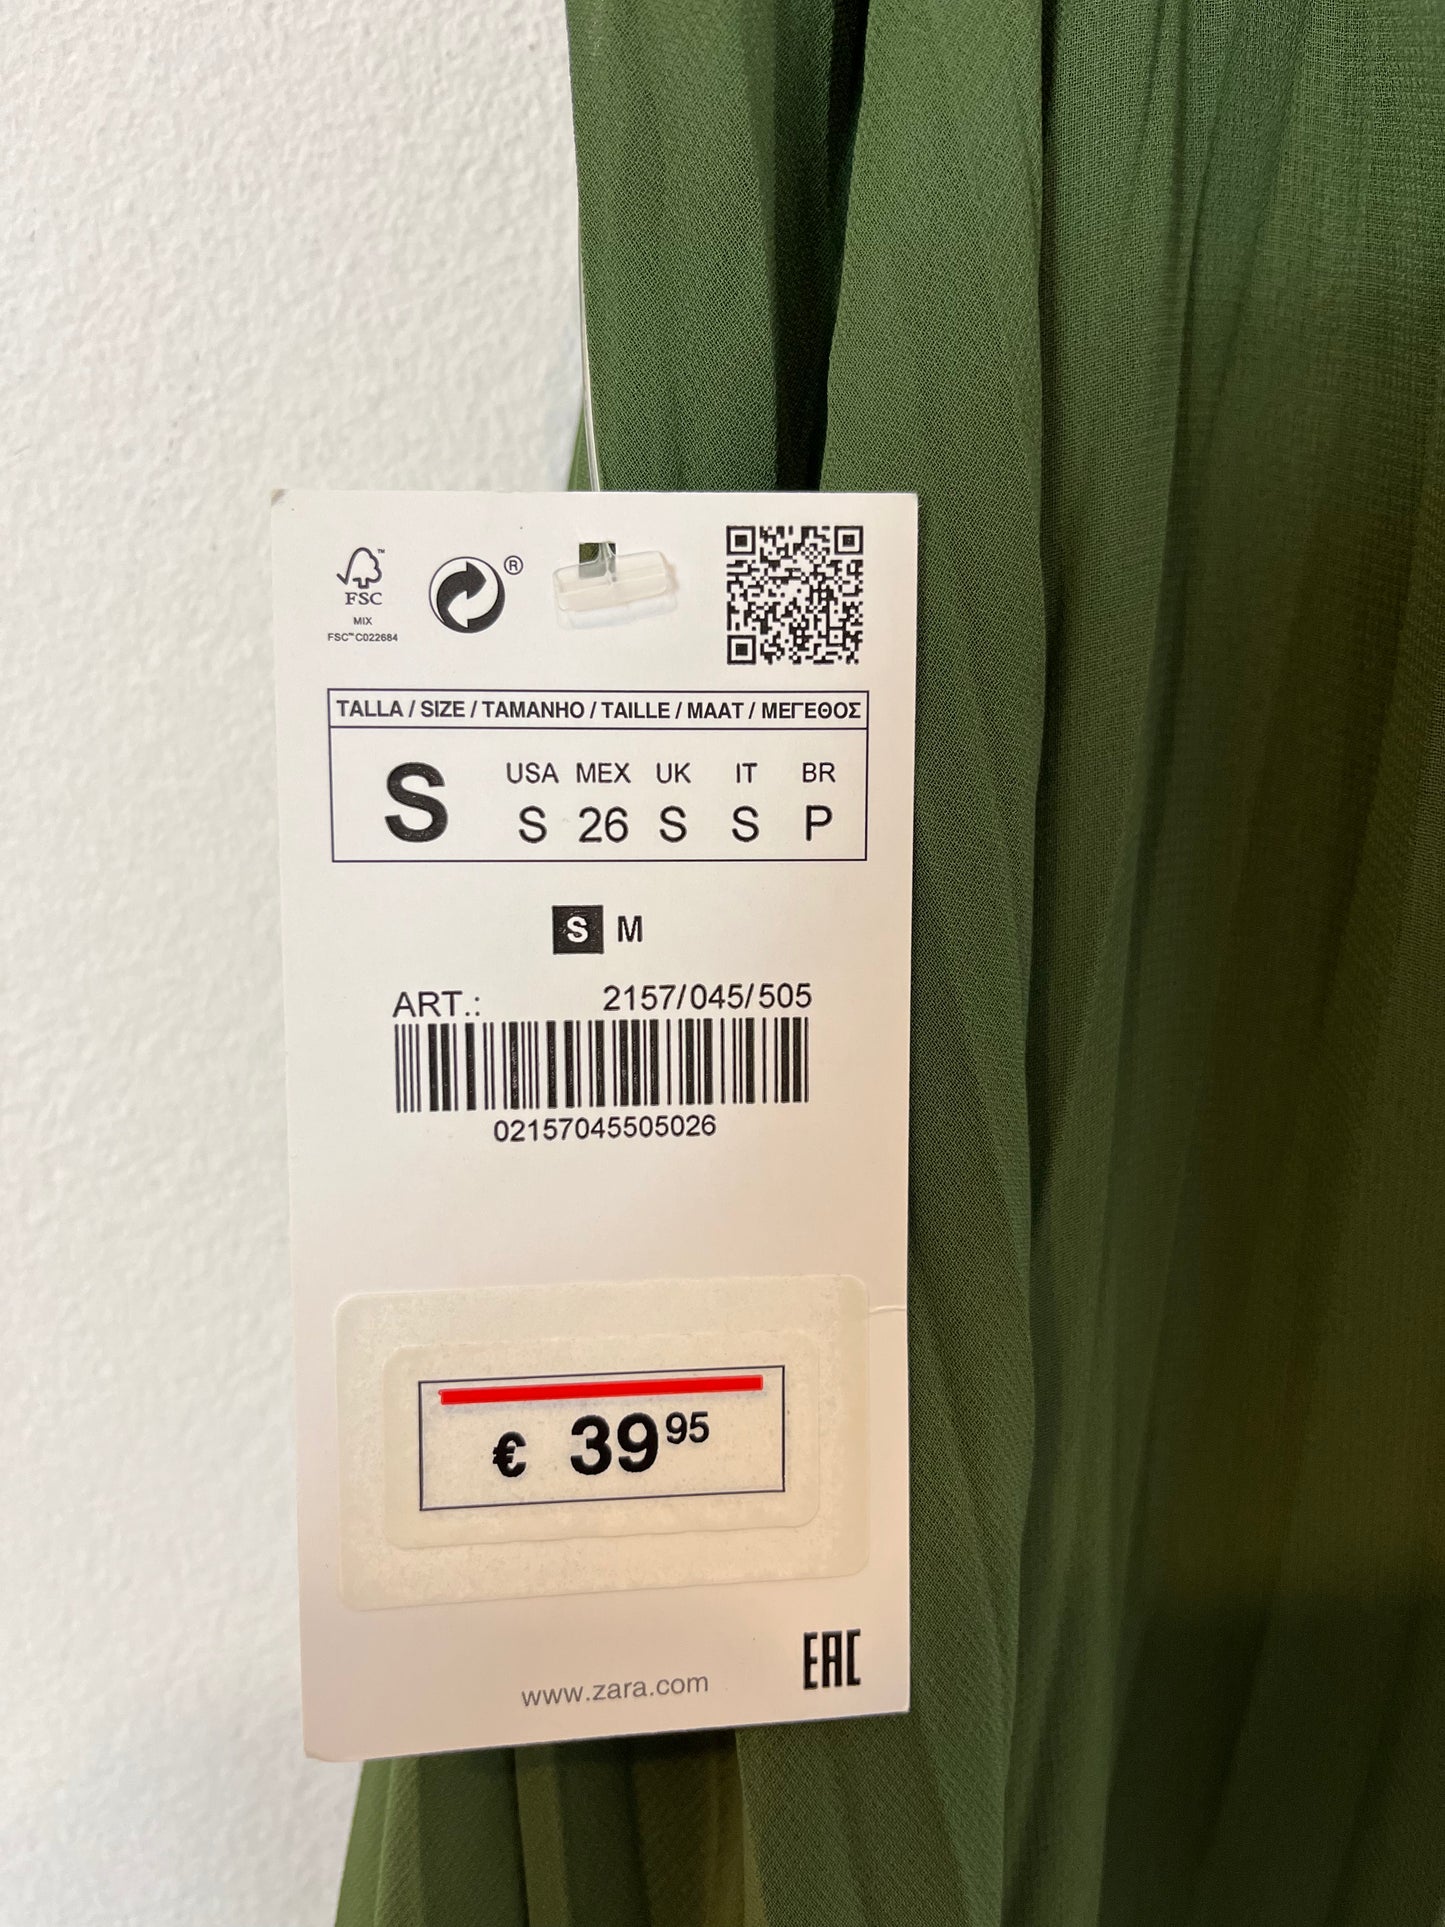 ®
FSC™
MIX
FSC™ C022684
TALLA / SIZE / TAMANHO / TAILLE / MAAT / ΜΕΓΕΘΟΣ
S USA MEX UK IT BR
S 26 S S P
S M
ART.: 2157/045/505
02157045505026
€ 39 95
www.zara.com
EAC